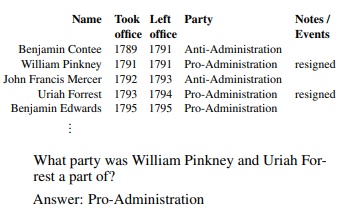 Name Took Left Party Notes /
office office Events
Benjamin Contee 1789 1791 Anti-Administration
William Pinkney 1791 1791 Pro-Administration resigned
John Francis Mercer 1792 1793 Anti-Administration
Uriah Forrest 1793 1794 Pro-Administration resigned
Benjamin Edwards 1795 1795 Pro-Administration
⋮
What party was William Pinkney and Uriah For-
rest a part of?
Answer: Pro-Administration